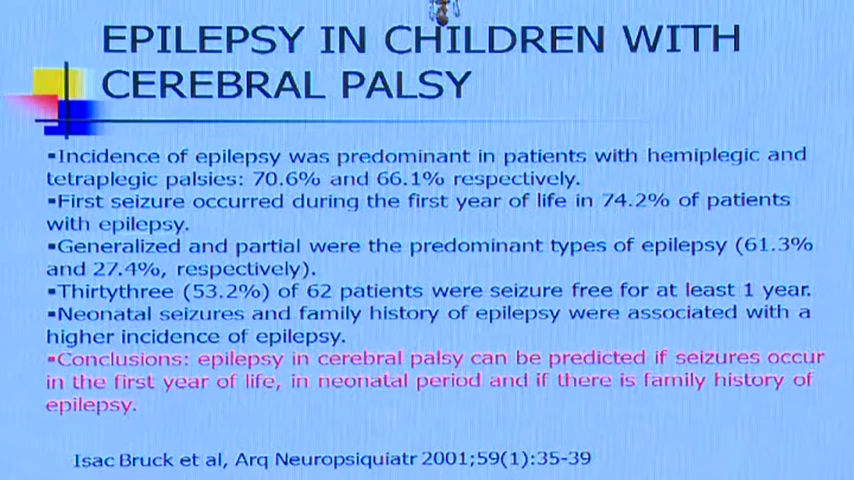 EPILEPSY IN CHILDREN WITH
CEREBRAL PALSY
▪Incidence of epilepsy was predominant in patients with hemiplegic and
tetraplegic palsies: 70.6% and 66.1% respectively.
▪First seizure occurred during the first year of life in 74.2% of patients
with epilepsy.
▪Generalized and partial were the predominant types of epilepsy (61.3%
and 27.4%, respectively).
▪Thirtythree (53.2%) of 62 patients were seizure free for at least 1 year.
▪Neonatal seizures and family history of epilepsy were associated with a
higher incidence of epilepsy.
▪Conclusions: epilepsy in cerebral palsy can be predicted if seizures occur
in the first year of life, in neonatal period and if there is family history of
epilepsy.
Isac Bruck et al, Arq Neuropsiquiatr 2001;59(1):35-39